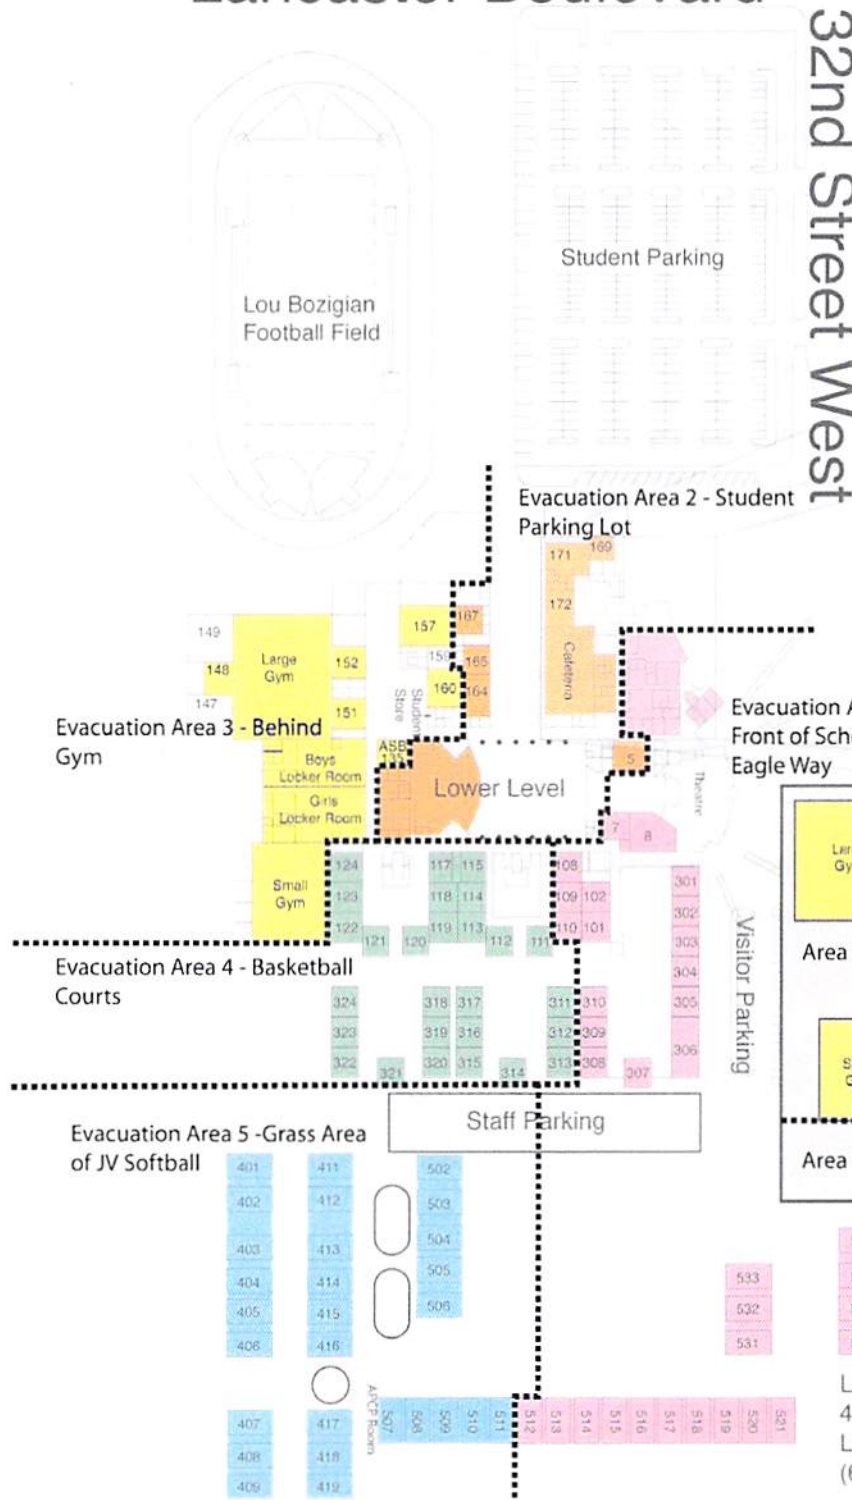 Lancaster Boulevard
32nd Street West
Student Parking
Lou Bozigian
Football Field
Evacuation Area 2 - Student
Parking Lot
171
169
172
Cafeteria
167
165
164
157
159
160
Student
Store
149
148
147
Large
Gym
152
151
Evacuation Area 3 - Behind
Gym
ASB
135
Boys
Locker Room
Girls
Locker Room
Small
Gym
Lower Level
5
Theatre
7
8
Evacuation A
Front of Sch
Eagle Way
Area
Area
124
123
122
121
120
117
118
119
115
114
113
112
111
108
109
110
102
101
301
302
303
304
305
306
307
Visitor Parking
Evacuation Area 4 - Basketball
Courts
324
323
322
321
318
319
320
317
316
315
314
311
312
313
310
309
308
Staff Parking
Evacuation Area 5 -Grass Area
of JV Softball
401
402
403
404
405
406
407
408
409
411
412
413
414
415
416
417
418
419
502
503
504
505
506
APCP Room
507
508
509
510
511
512
513
514
515
516
517
518
519
520
521
533
532
531